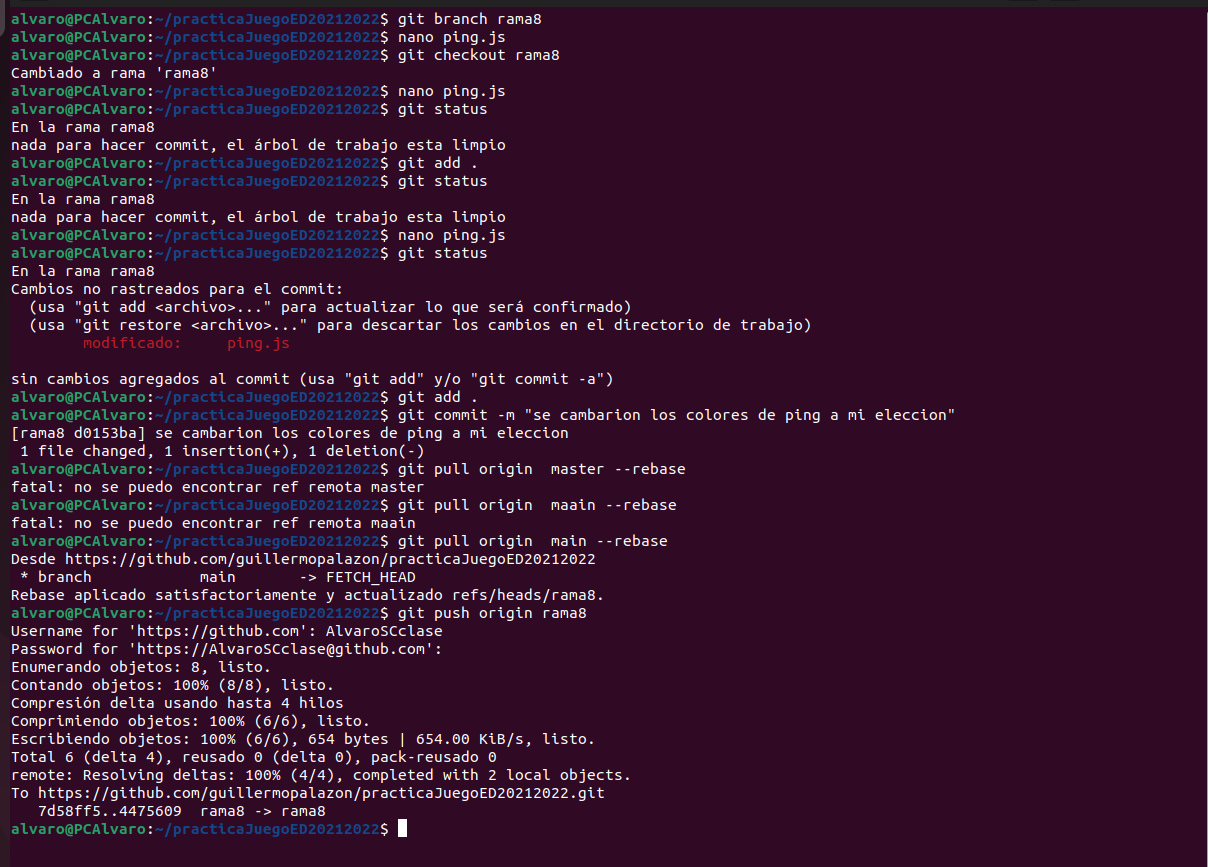 alvaro@PCAlvaro:~/practicaJuegoED20212022$ git branch rama8
alvaro@PCAlvaro:~/practicaJuegoED20212022$ nano ping.js
alvaro@PCAlvaro:~/practicaJuegoED20212022$ git checkout rama8
Cambiado a rama 'rama8'
alvaro@PCAlvaro:~/practicaJuegoED20212022$ nano ping.js
alvaro@PCAlvaro:~/practicaJuegoED20212022$ git status
En la rama rama8
nada para hacer commit, el árbol de trabajo esta limpio
alvaro@PCAlvaro:~/practicaJuegoED20212022$ git add .
alvaro@PCAlvaro:~/practicaJuegoED20212022$ git status
En la rama rama8
nada para hacer commit, el árbol de trabajo esta limpio
alvaro@PCAlvaro:~/practicaJuegoED20212022$ nano ping.js
alvaro@PCAlvaro:~/practicaJuegoED20212022$ git status
En la rama rama8
Cambios no rastreados para el commit:
  (usa "git add <archivo>..." para actualizar lo que será confirmado)
  (usa "git restore <archivo>..." para descartar los cambios en el directorio de trabajo)
        modificado:     ping.js

sin cambios agregados al commit (usa "git add" y/o "git commit -a")
alvaro@PCAlvaro:~/practicaJuegoED20212022$ git add .
alvaro@PCAlvaro:~/practicaJuegoED20212022$ git commit -m "se cambarion los colores de ping a mi eleccion"
[rama8 d0153ba] se cambarion los colores de ping a mi eleccion
 1 file changed, 1 insertion(+), 1 deletion(-)
alvaro@PCAlvaro:~/practicaJuegoED20212022$ git pull origin  master --rebase
fatal: no se puedo encontrar ref remota master
alvaro@PCAlvaro:~/practicaJuegoED20212022$ git pull origin  maain --rebase
fatal: no se puedo encontrar ref remota maain
alvaro@PCAlvaro:~/practicaJuegoED20212022$ git pull origin  main --rebase
Desde https://github.com/guillermopalazon/practicaJuegoED20212022
 * branch            main       -> FETCH_HEAD
Rebase aplicado satisfactoriamente y actualizado refs/heads/rama8.
alvaro@PCAlvaro:~/practicaJuegoED20212022$ git push origin rama8
Username for 'https://github.com': AlvaroSCclase
Password for 'https://AlvaroSCclase@github.com':
Enumerando objetos: 8, listo.
Contando objetos: 100% (8/8), listo.
Compresión delta usando hasta 4 hilos
Comprimiendo objetos: 100% (6/6), listo.
Escribiendo objetos: 100% (6/6), 654 bytes | 654.00 KiB/s, listo.
Total 6 (delta 4), reusado 0 (delta 0), pack-reusado 0
remote: Resolving deltas: 100% (4/4), completed with 2 local objects.
To https://github.com/guillermopalazon/practicaJuegoED20212022.git
   7d58ff5..4475609  rama8 -> rama8
alvaro@PCAlvaro:~/practicaJuegoED20212022$